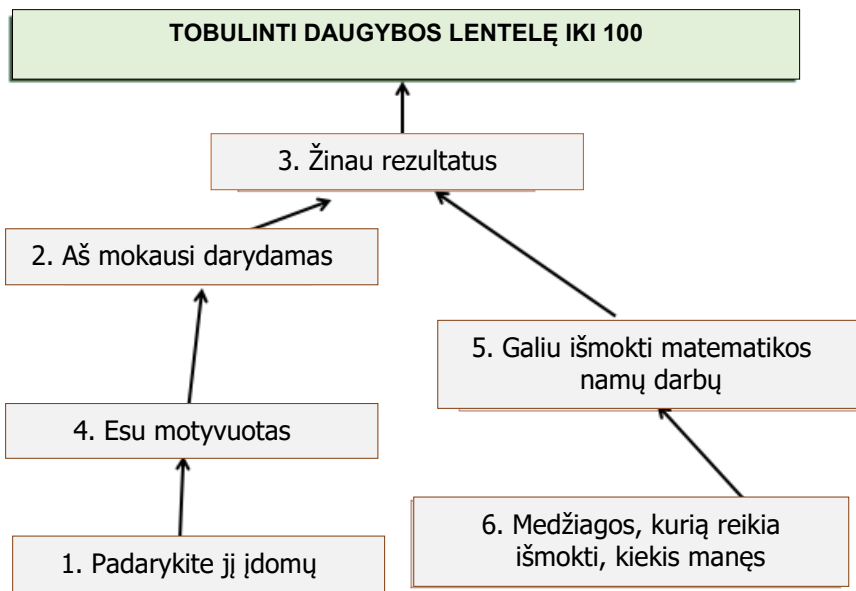 TOBULINTI DAUGYBOS LENTELĘ IKI 100
3. Žinau rezultatus
2. Aš mokausi darydamas
5. Galiu išmokti matematikos
namų darbų
4. Esu motyvuotas
6. Medžiagos, kurią reikia
išmokti, kiekis manęs
1. Padarykite jį įdomų